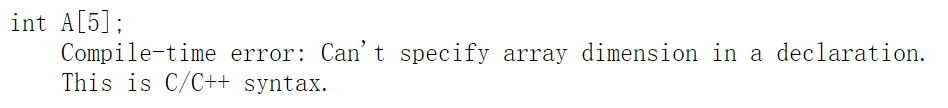 int A[5];
Compile-time error: Can't specify array dimension in a declaration.
This is C/C++ syntax.